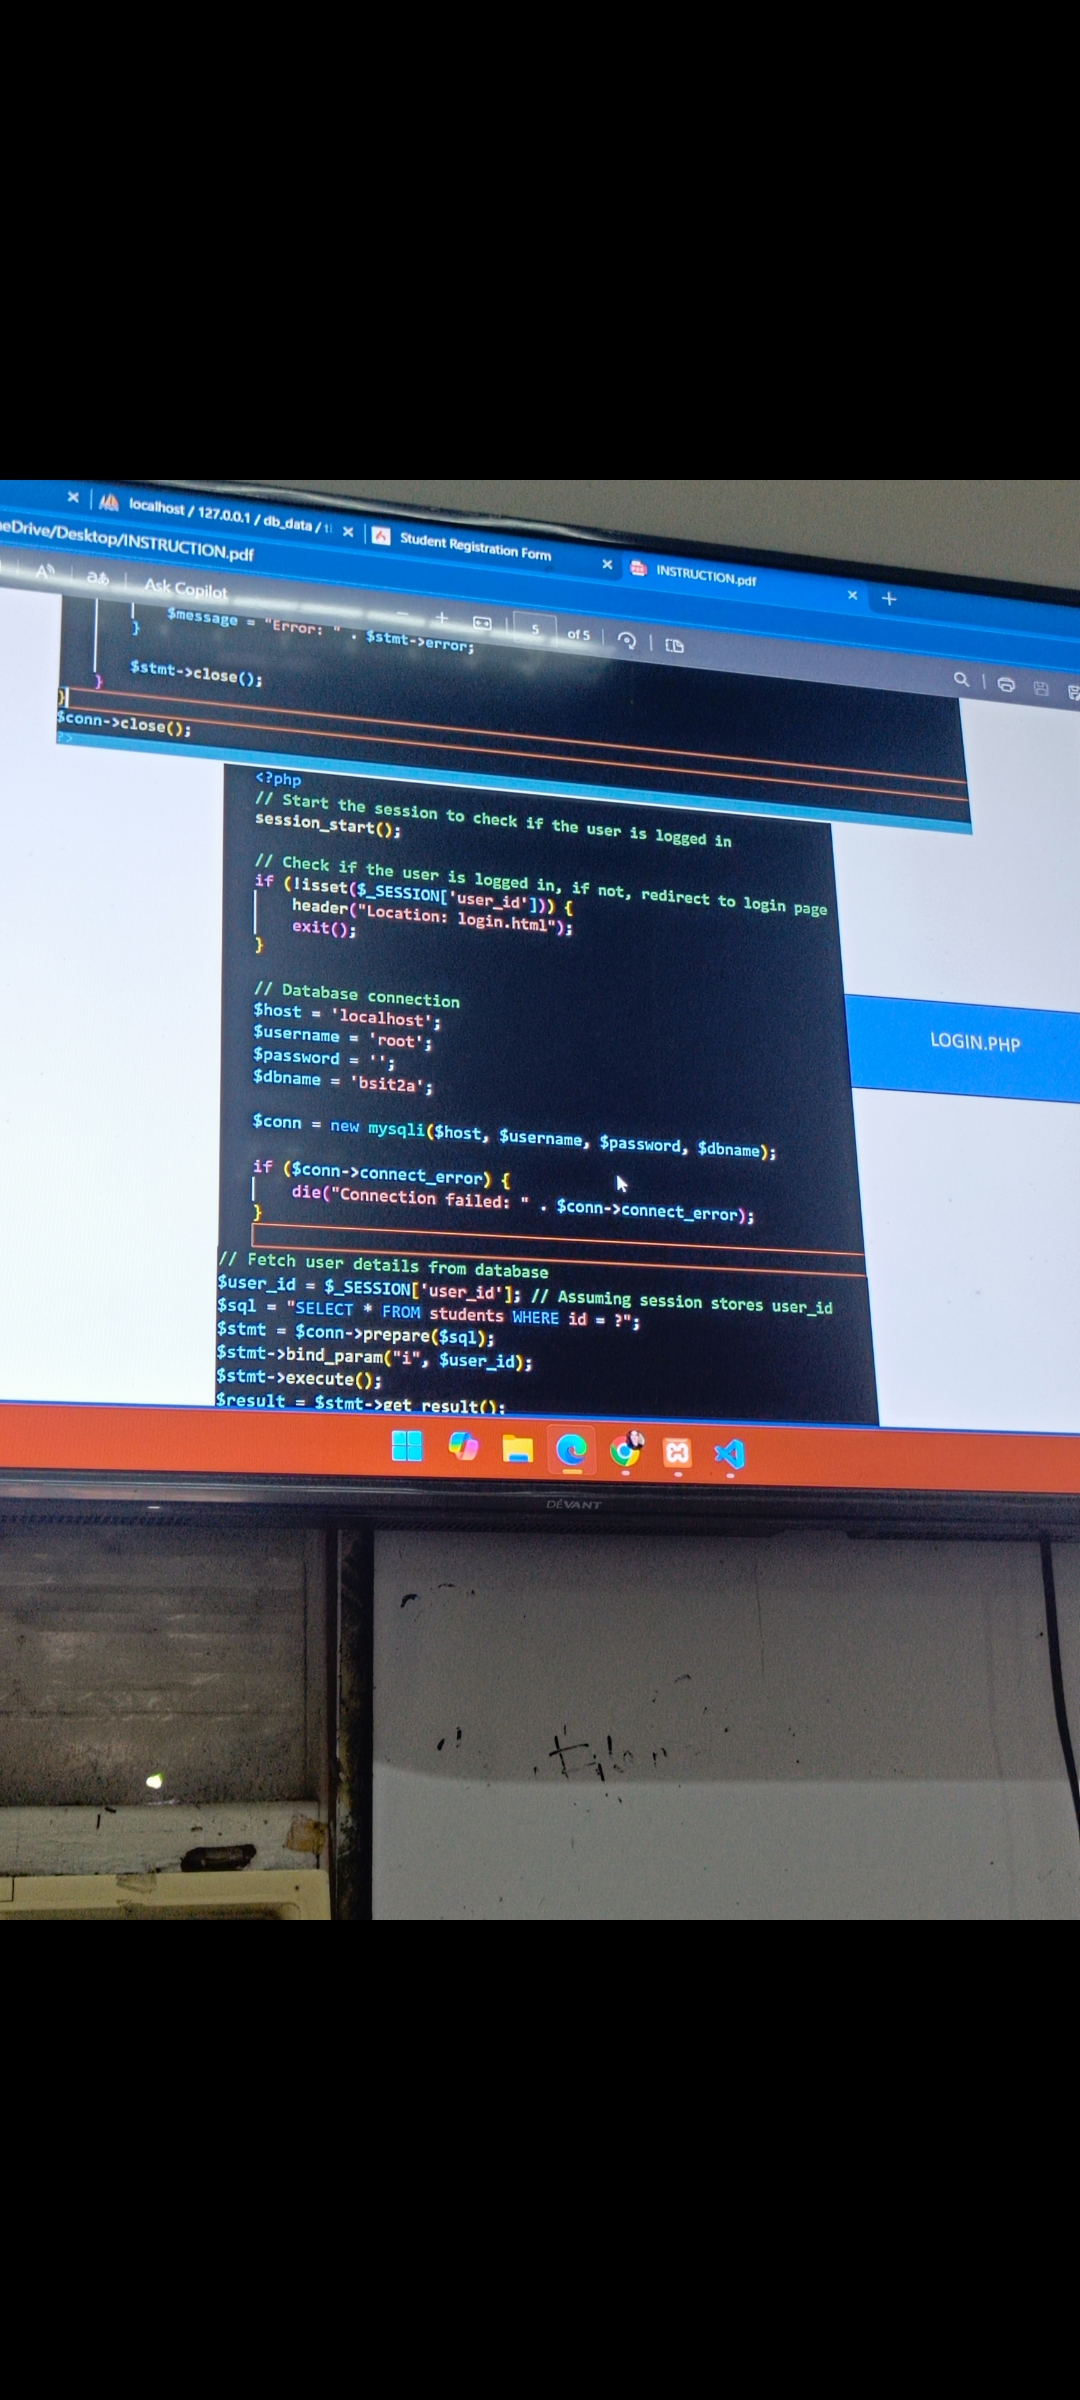 localhost / 127.0.0.1 / db_data /
Student Registration Form
INSTRUCTION.pdf
eDrive/Desktop/INSTRUCTION.pdf
A
aあ
Ask Copilot
5
of 5
$message = "Error: " . $stmt->error;
}
$stmt->close();
}
}
$conn->close();
?>
<?php
// Start the session to check if the user is logged in
session_start();
// Check if the user is logged in, if not, redirect to login page
if (!isset($_SESSION['user_id'])) {
header("Location: login.html");
exit();
}
// Database connection
$host = 'localhost';
$username = 'root';
$password = '';
$dbname = 'bsit2a';
$conn = new mysqli($host, $username, $password, $dbname);
if ($conn->connect_error) {
die("Connection failed: " . $conn->connect_error);
}
// Fetch user details from database
$user_id = $_SESSION['user_id']; // Assuming session stores user_id
$sql = "SELECT * FROM students WHERE id = ?";
$stmt = $conn->prepare($sql);
$stmt->bind_param("i", $user_id);
$stmt->execute();
$result = $stmt->get_result();
LOGIN.PHP
DEVANT